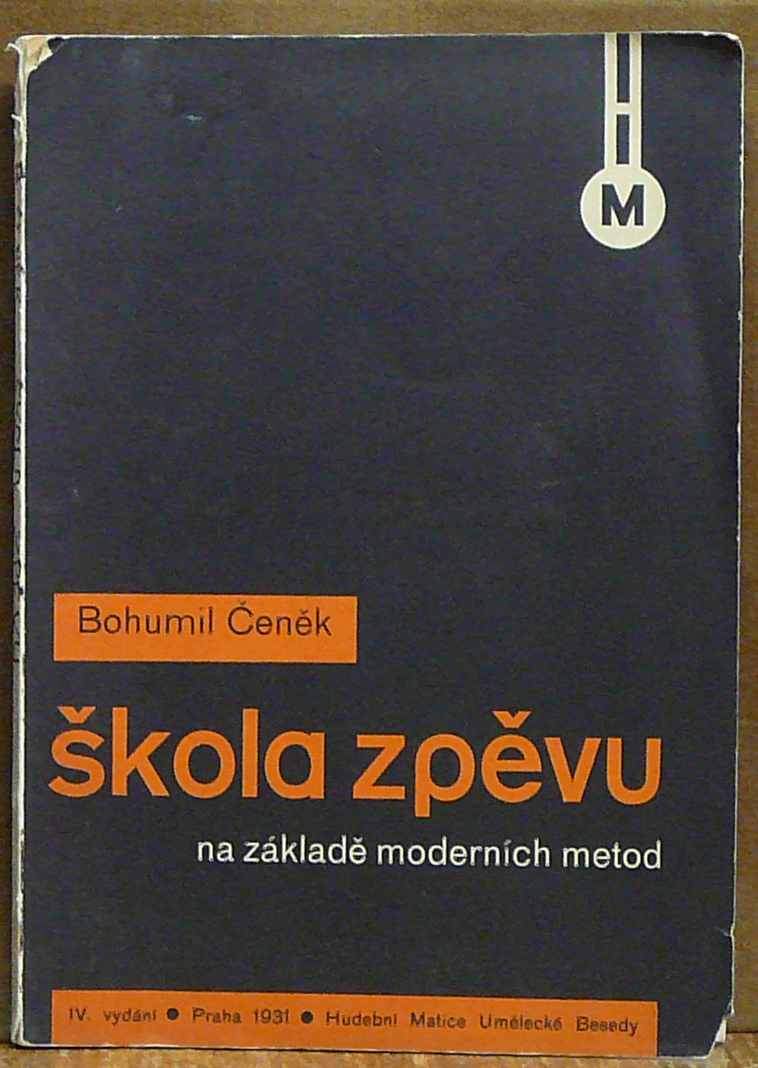 H
M
Bohumil Čeněk
škola zpěvu
na základě moderních metod
IV. vydání ● Praha 1931 ● Hudební Matice Umělecké Besedy